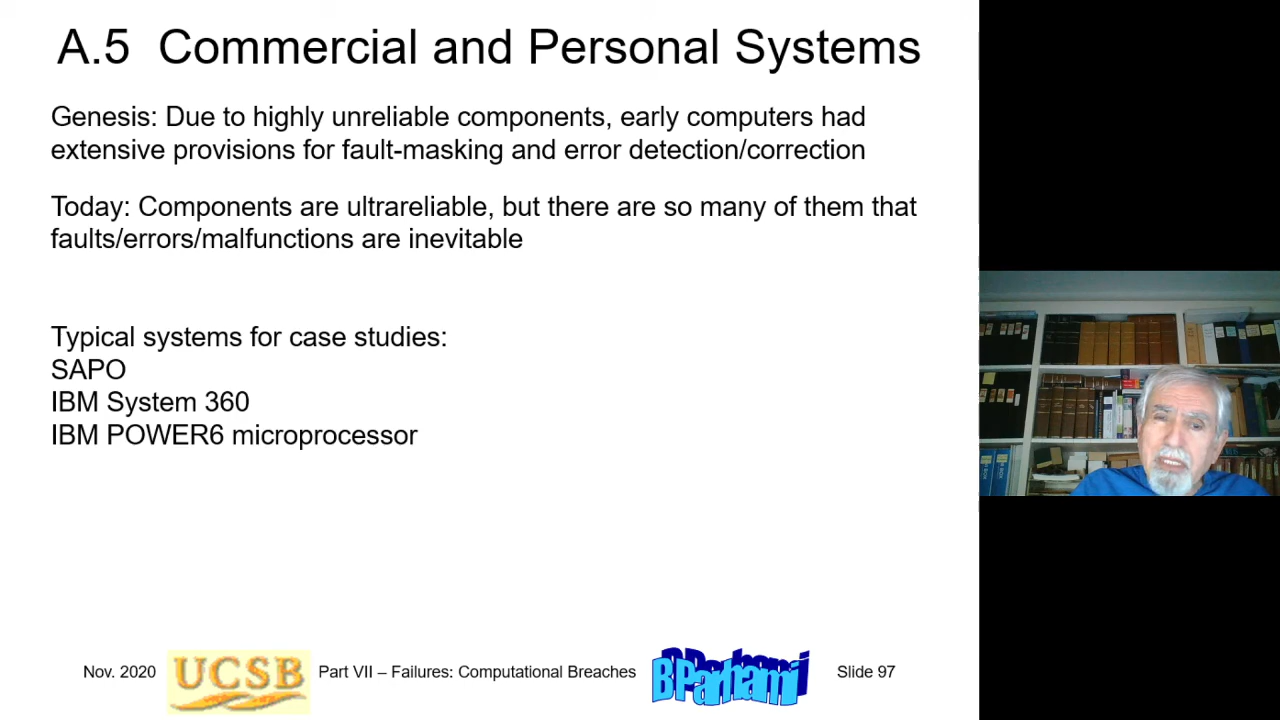 A.5 Commercial and Personal Systems
Genesis: Due to highly unreliable components, early computers had
extensive provisions for fault-masking and error detection/correction
Today: Components are ultrareliable, but there are so many of them that
faults/errors/malfunctions are inevitable
Typical systems for case studies:
SAPO
IBM System 360
IBM POWER6 microprocessor
Nov. 2020
UCSB
Part VII – Failures: Computational Breaches
B Parhami
Slide 97